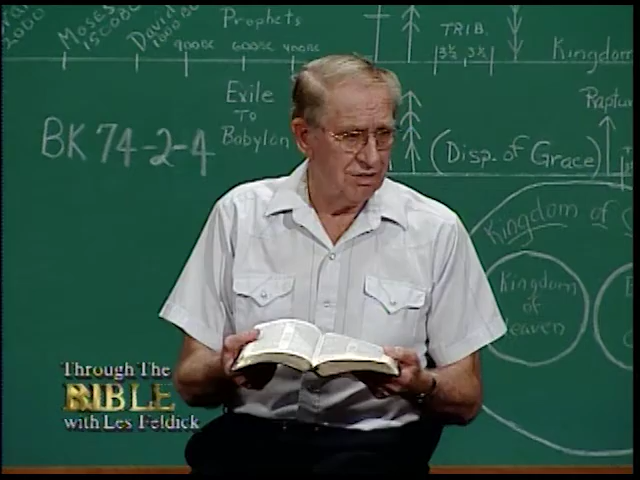 2000
Moses
1500BC
David
1000BC
Prophets
900BC 600BC 400BC
TRIB.
3½ 3½
Kingdom
Exile
To
Babylon
BK 74-2-4
(Disp. of Grace)
Kingdom of
Kingdom
of
Heaven
Through The
BIBLE
with Les Feldick